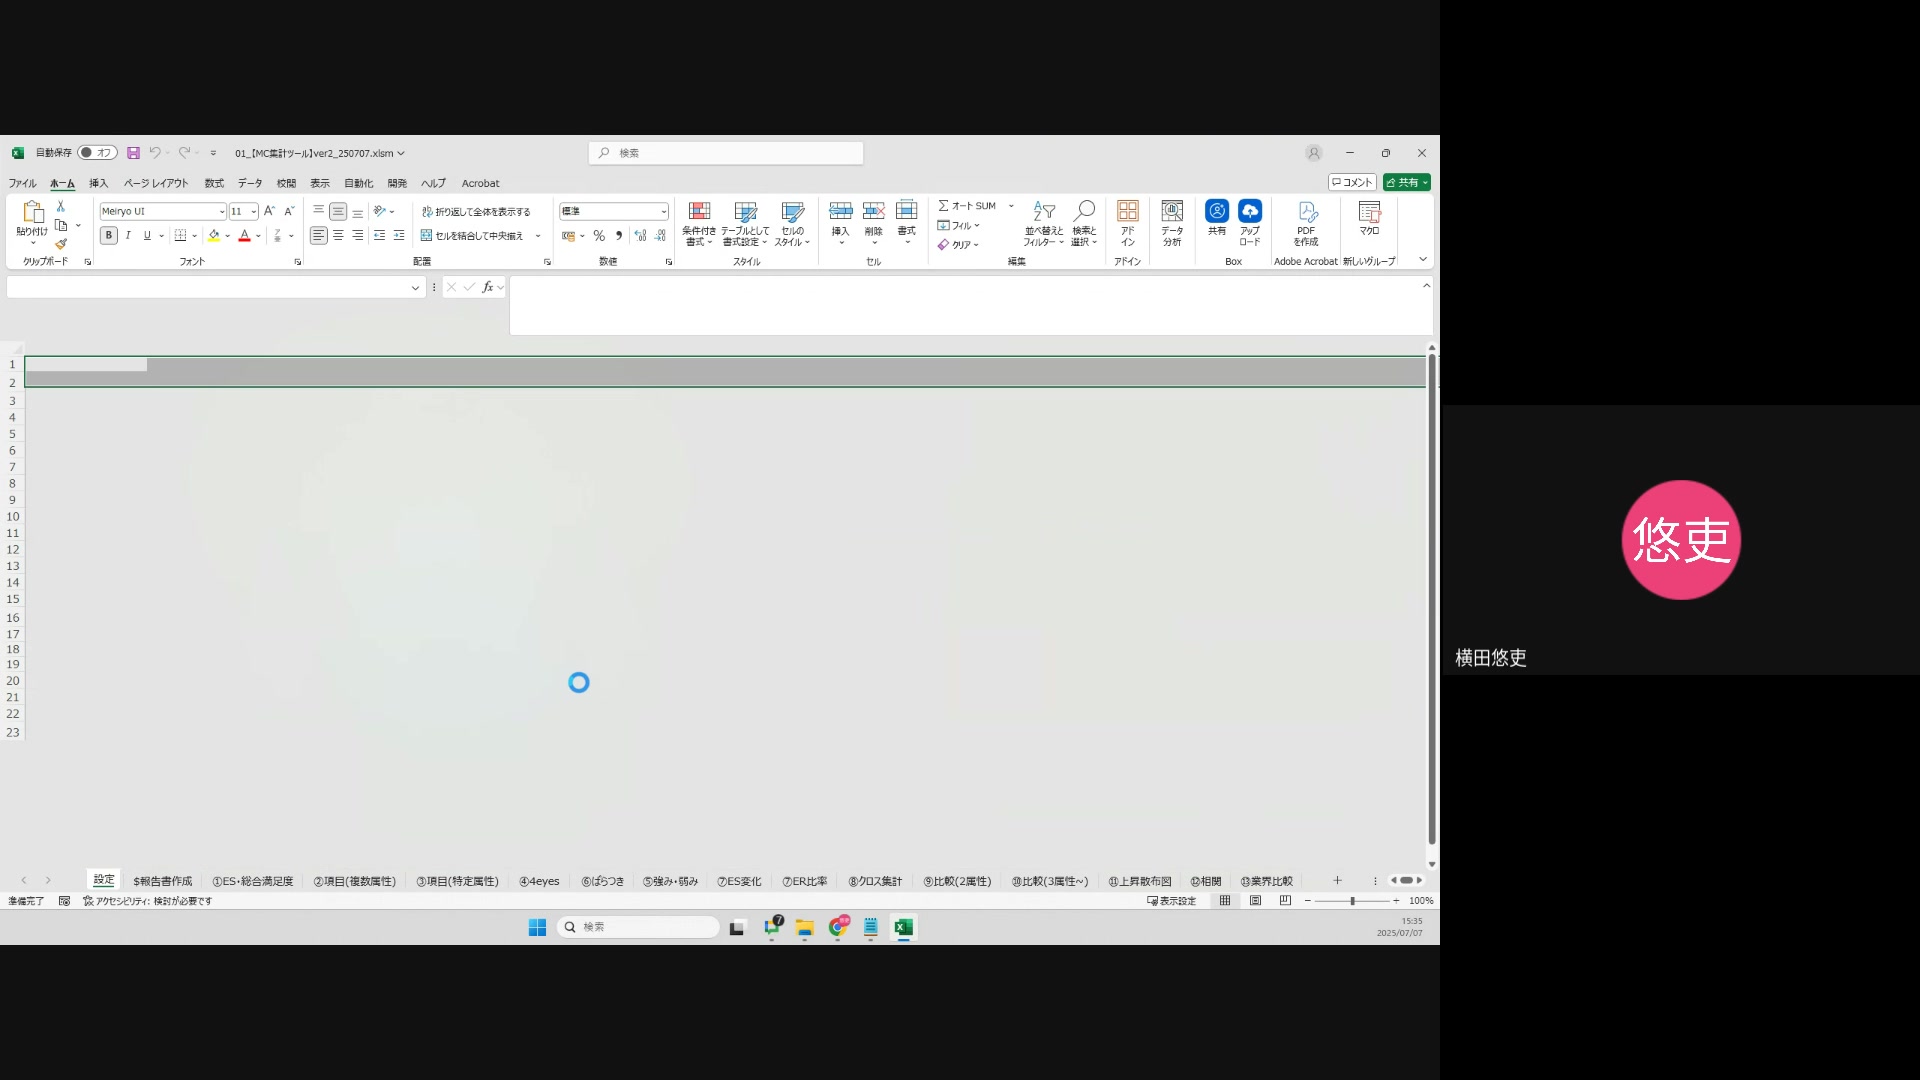 自動保存 オフ 01_【MC集計ツール】ver2_250707.xlsm 検索
ファイル ホーム 挿入 ページ レイアウト 数式 データ 校閲 表示 自動化 開発 ヘルプ Acrobat コメント 共有
貼り付け Meiryo UI 11 A A 折り返して全体を表示する 標準 条件付き書式 テーブルとして書式設定 セルのスタイル 挿入 削除 書式 Σ オート SUM フィル クリア 並べ替えとフィルター 検索と選択 アドイン データ分析 共有 アップロード PDFを作成 マクロ
B I U A セルを結合して中央揃え % 9
クリップボード フォント 配置 数値 スタイル セル 編集 アドイン Box Adobe Acrobat 新しいグループ
fx
1
2
3
4
5
6
7
8
9
10
11
12
13
14
15
16
17
18
19
20
21
22
23
設定 $報告書作成 ①ES・総合満足度 ②項目(複数属性) ③項目(特定属性) ④4eyes ⑥ばらつき ⑤強み・弱み ⑦ES変化 ⑦ER比率 ⑧クロス集計 ⑨比較(2属性) ⑩比較(3属性~) ⑪上昇散布図 ⑫相関 ⑬業界比較
準備完了 アクセシビリティ: 検討が必要です 表示設定 100%
検索 7 15:35
2025/07/07
悠吏
横田悠吏